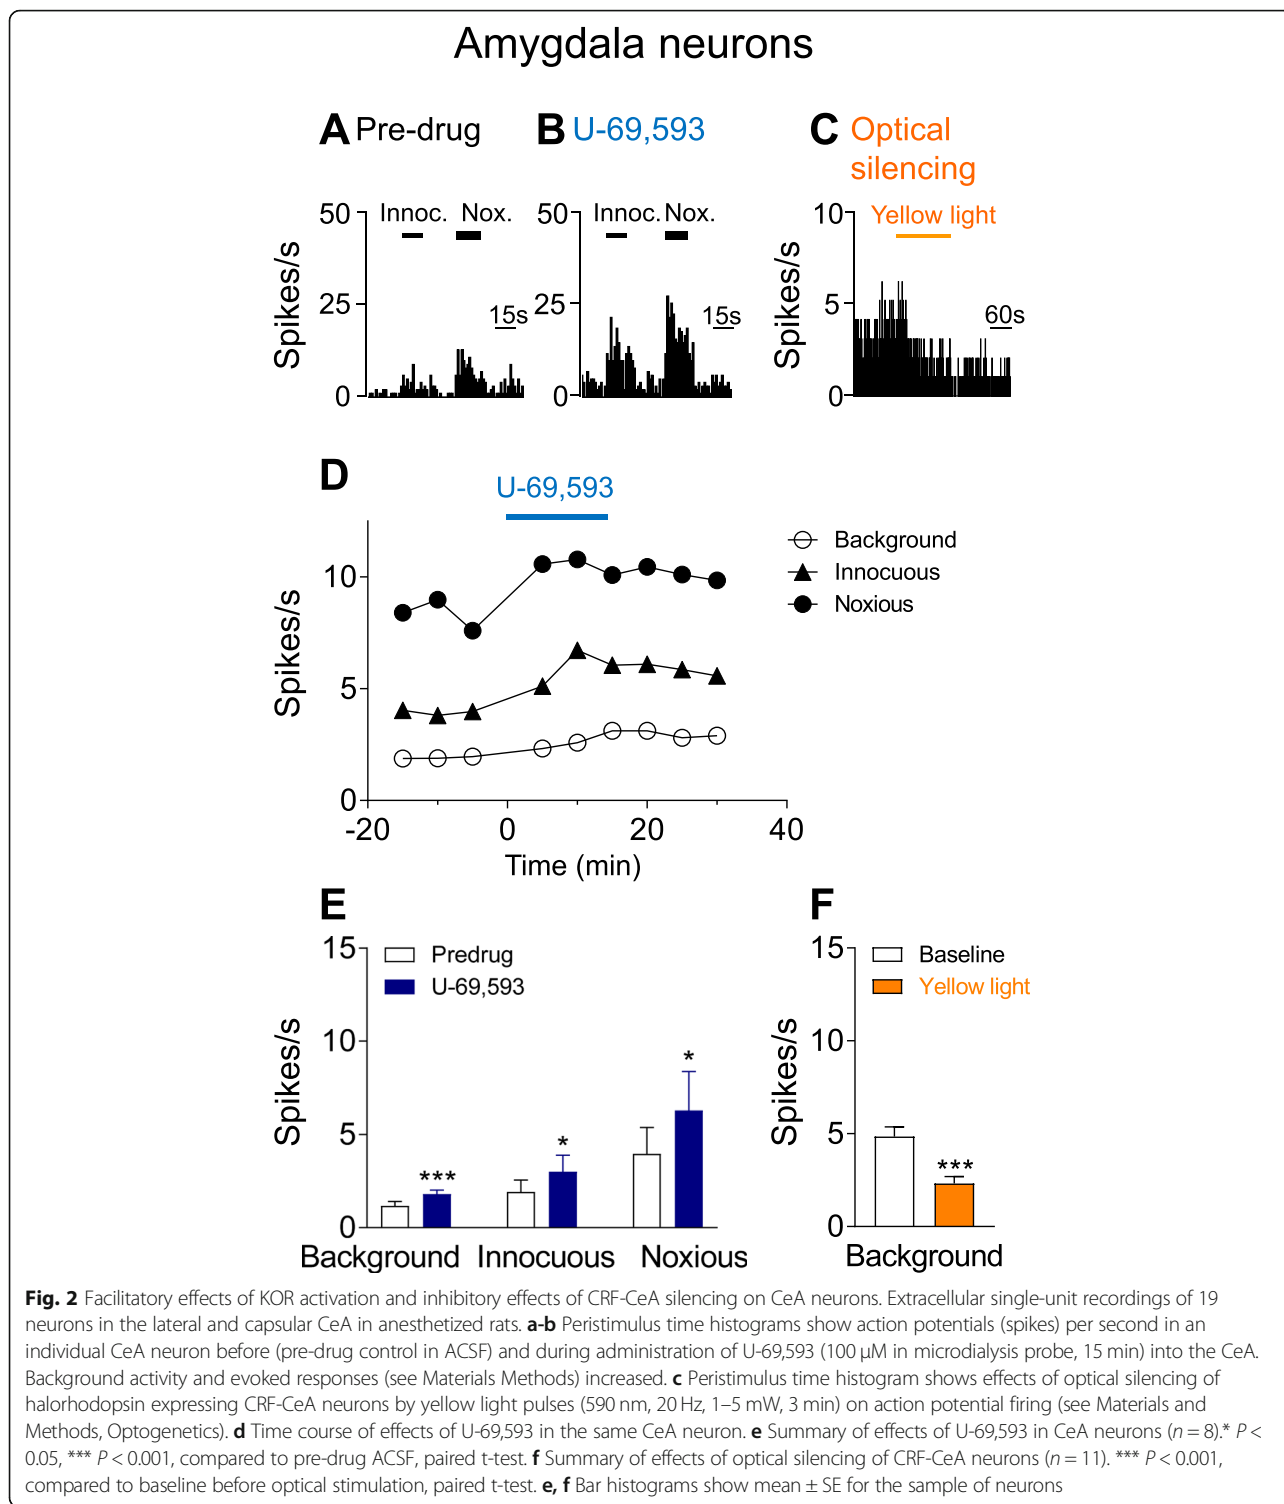 Amygdala neurons
A Pre-drug
B U-69,593
C Optical
silencing
50
25
0
Spikes/s
Innoc. Nox.
15s
50
25
0
Innoc. Nox.
15s
10
5
0
Spikes/s
Yellow light
60s
D
U-69,593
10
5
0
Spikes/s
-20 0 20 40
Time (min)
Background
Innocuous
Noxious
E
15
10
5
0
Spikes/s
Predrug
U-69,593
***
*
*
Background Innocuous Noxious
F
15
10
5
0
Spikes/s
Baseline
Yellow light
***
Background
Fig. 2 Facilitatory effects of KOR activation and inhibitory effects of CRF-CeA silencing on CeA neurons. Extracellular single-unit recordings of 19
neurons in the lateral and capsular CeA in anesthetized rats. a-b Peristimulus time histograms show action potentials (spikes) per second in an
individual CeA neuron before (pre-drug control in ACSF) and during administration of U-69,593 (100 μM in microdialysis probe, 15 min) into the CeA.
Background activity and evoked responses (see Materials Methods) increased. c Peristimulus time histogram shows effects of optical silencing of
halorhodopsin expressing CRF-CeA neurons by yellow light pulses (590 nm, 20 Hz, 1–5 mW, 3 min) on action potential firing (see Materials and
Methods, Optogenetics). d Time course of effects of U-69,593 in the same CeA neuron. e Summary of effects of U-69,593 in CeA neurons (n = 8).* P <
0.05, *** P < 0.001, compared to pre-drug ACSF, paired t-test. f Summary of effects of optical silencing of CRF-CeA neurons (n = 11). *** P < 0.001,
compared to baseline before optical stimulation, paired t-test. e, f Bar histograms show mean ± SE for the sample of neurons